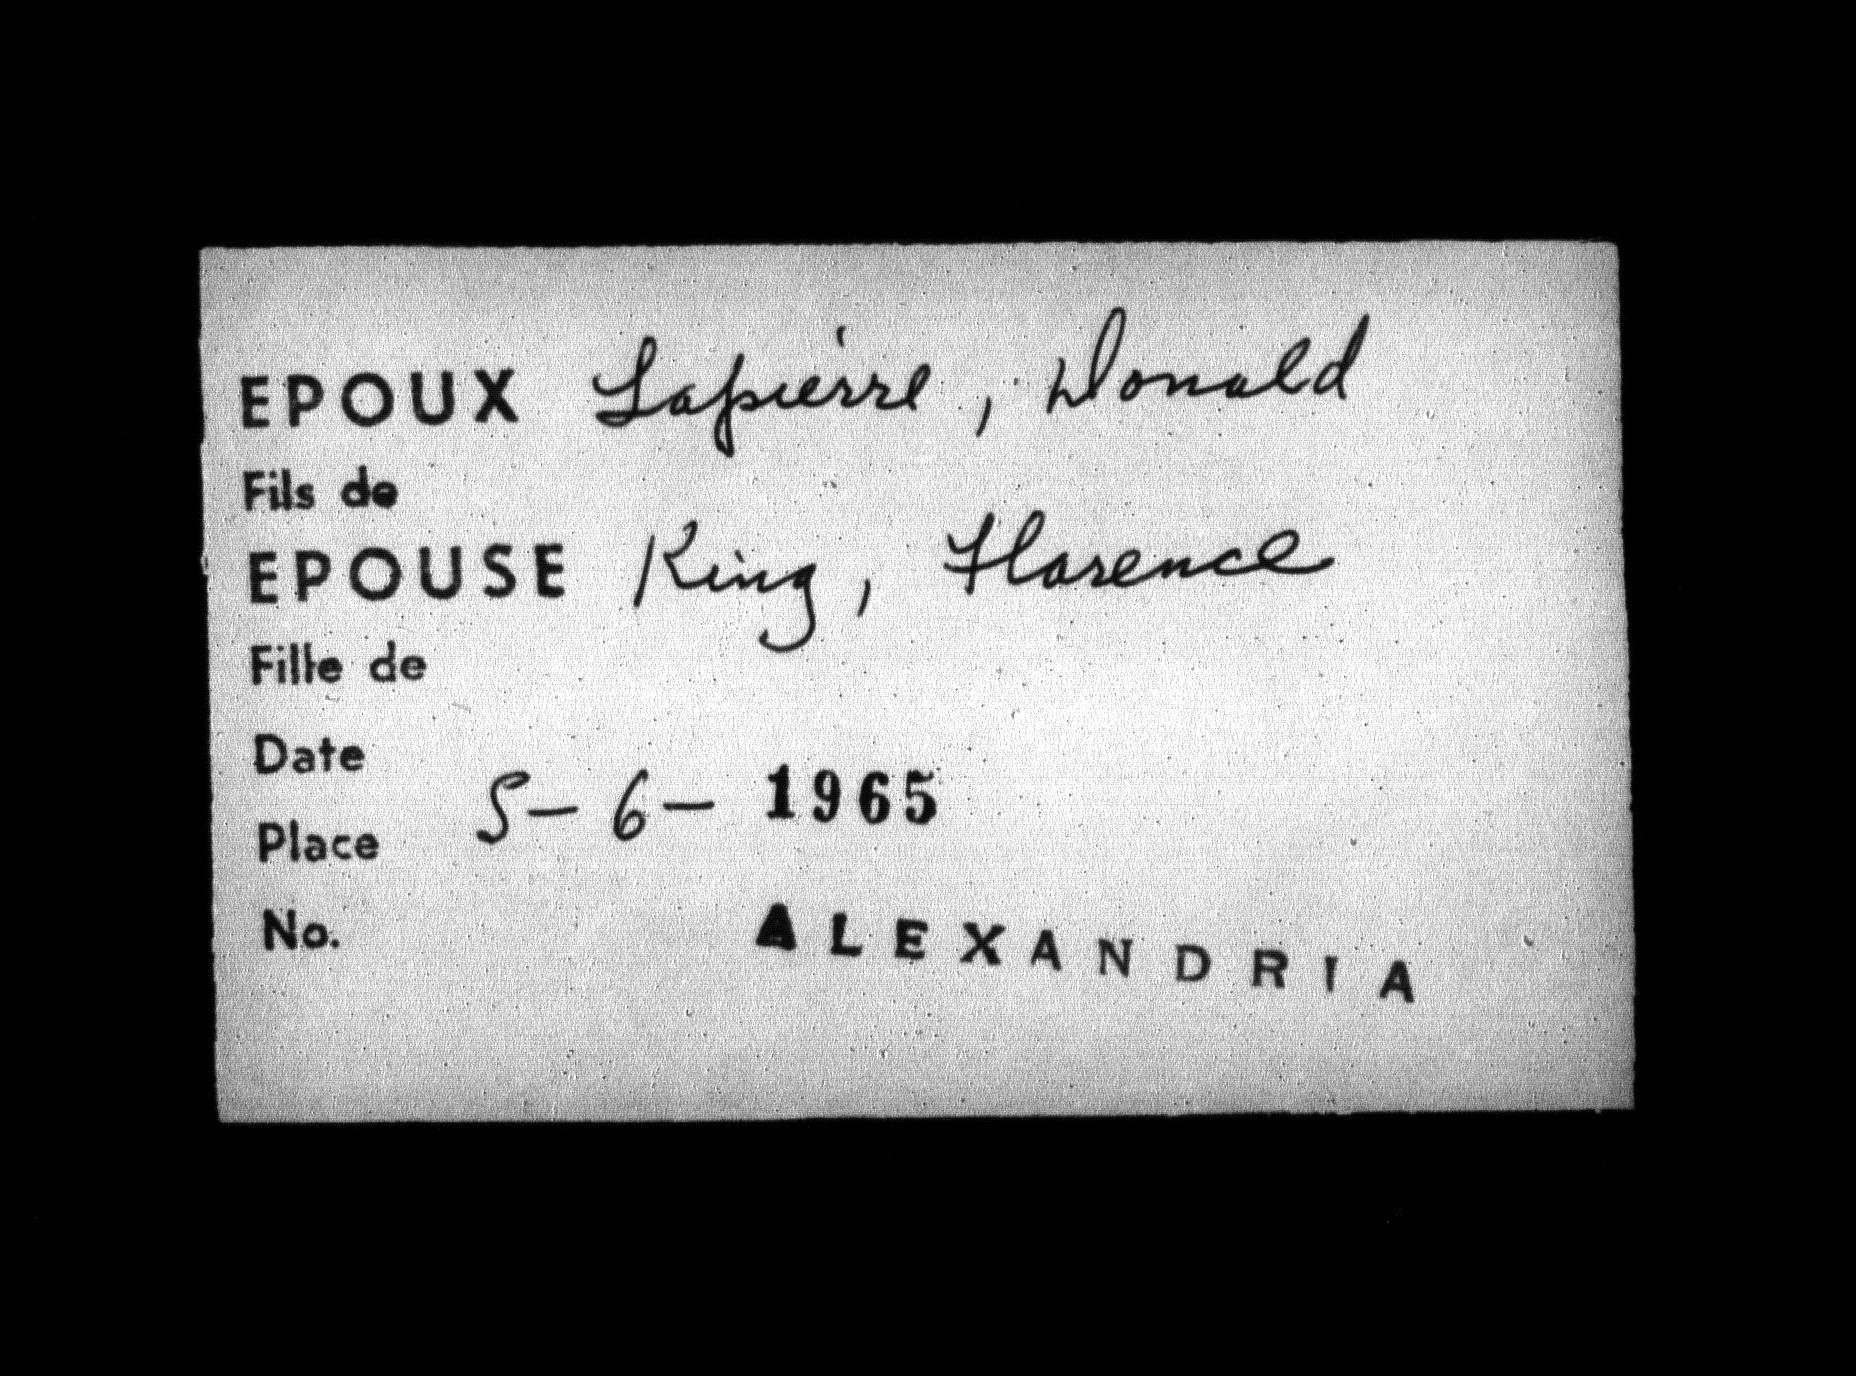 EPOUX Lapierre, Donald
Fils de
EPOUSE King, Florence
Fille de
Date
5-6-1965
Place
No.
ALEXANDRIA